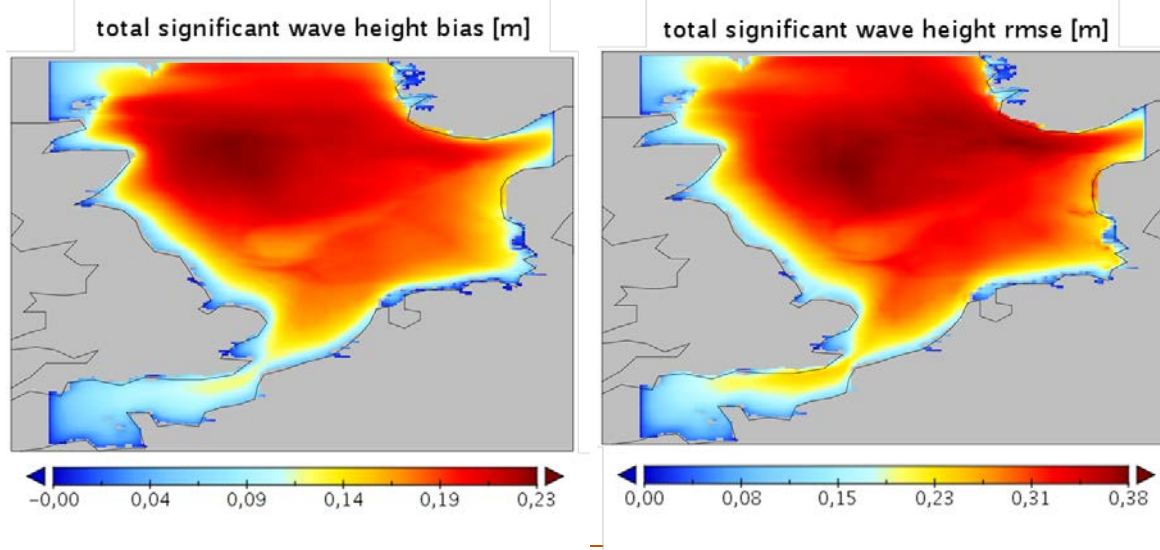 total significant wave height bias [m]
total significant wave height rmse [m]
−0,00 0,04 0,09 0,14 0,19 0,23
0,00 0,08 0,15 0,23 0,31 0,38